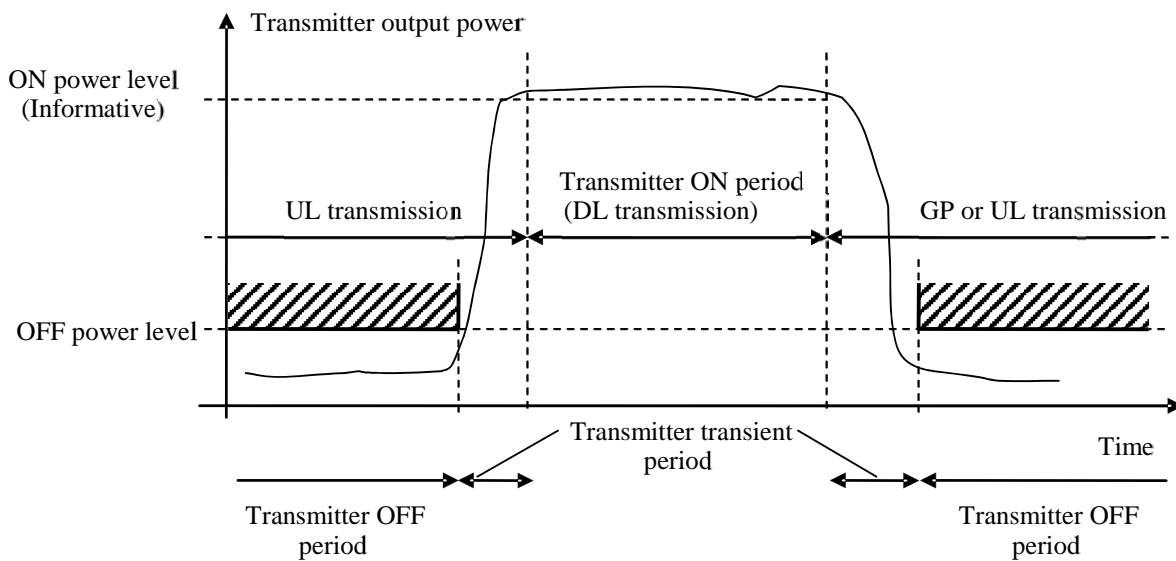 Transmitter output power
ON power level
(Informative)
Transmitter ON period
(DL transmission)
UL transmission
GP or UL transmission
OFF power level
Transmitter transient
period
Time
Transmitter OFF
period
Transmitter OFF
period